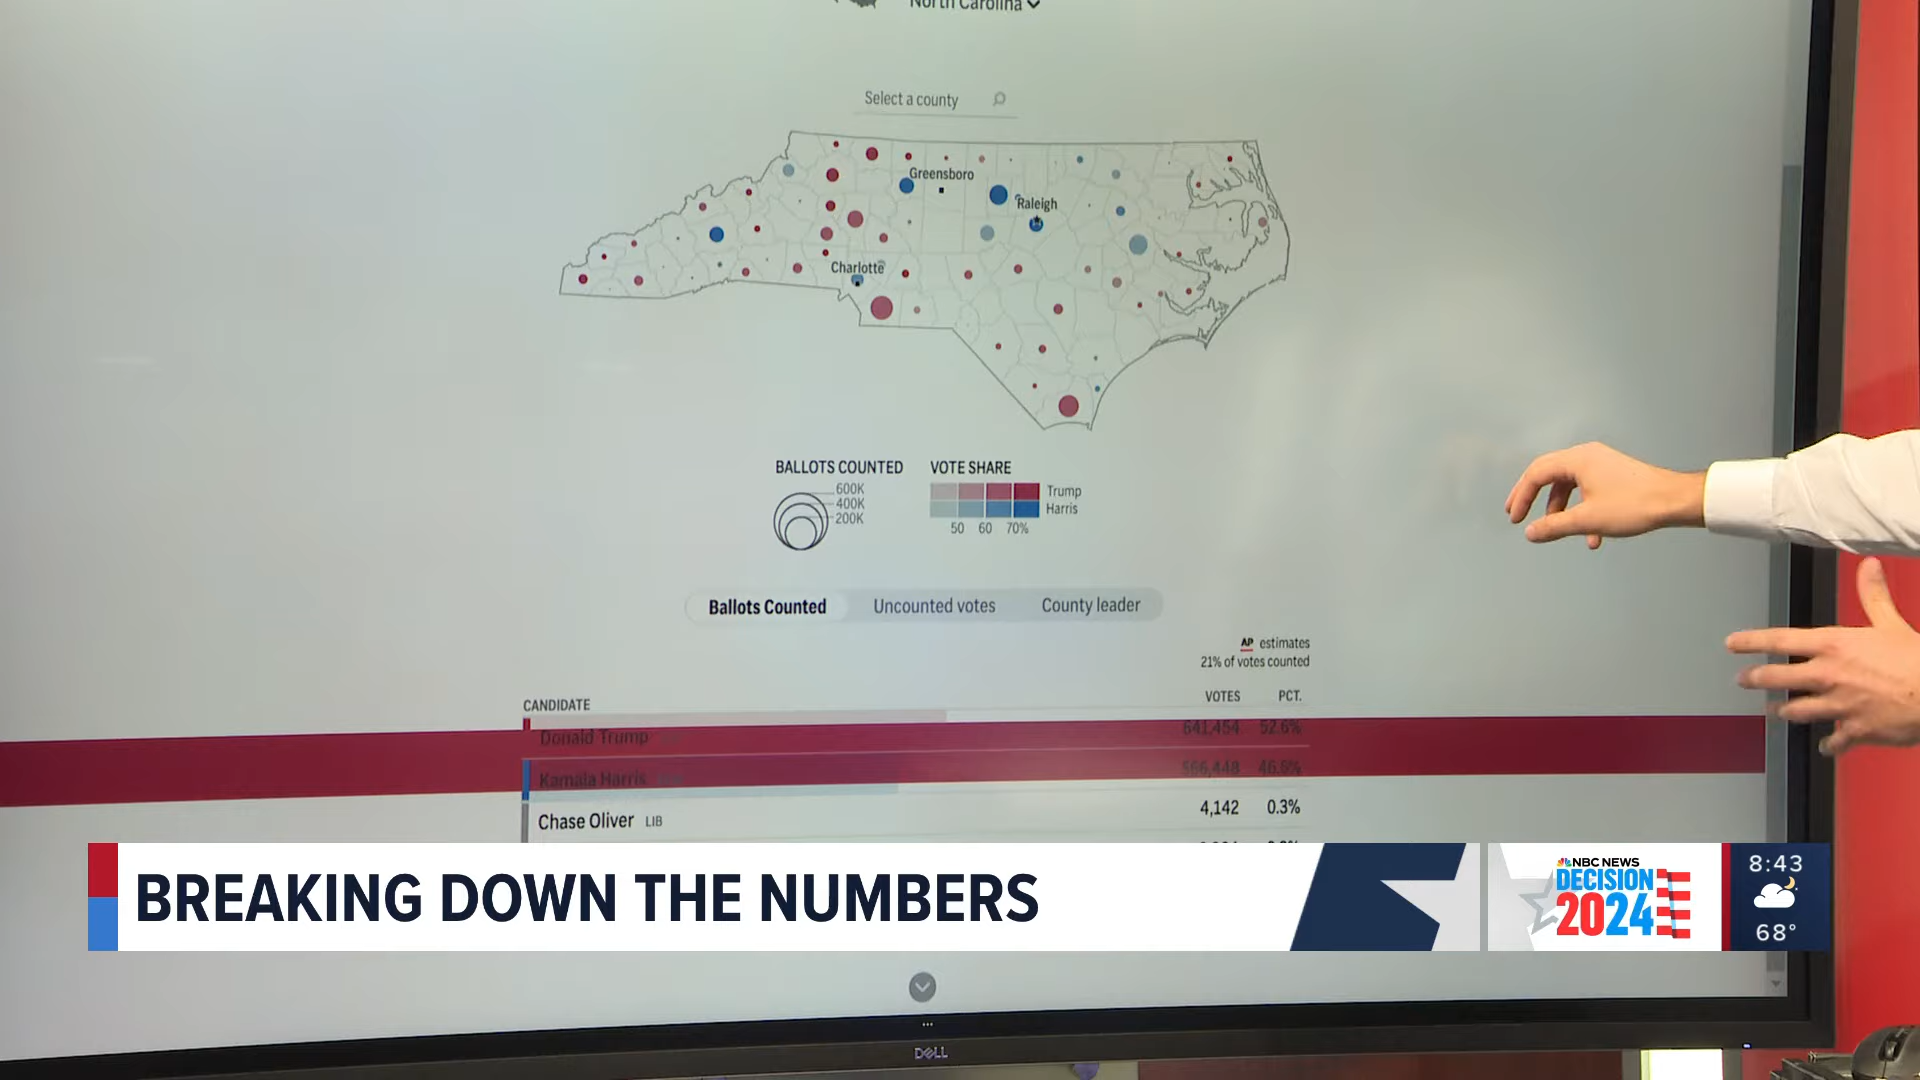 North Carolina
Select a county
Greensboro
Raleigh
Charlotte
BALLOTS COUNTED
600K
400K
200K
VOTE SHARE
Trump
Harris
50 60 70%
Ballots Counted Uncounted votes County leader
AP estimates
21% of votes counted
CANDIDATE VOTES PCT.
Donald Trump 641,454 52.6%
Kamala Harris 566,448 46.5%
Chase Oliver LIB 4,142 0.3%
BREAKING DOWN THE NUMBERS
NBC NEWS
DECISION
2024
8:43
68°
DELL